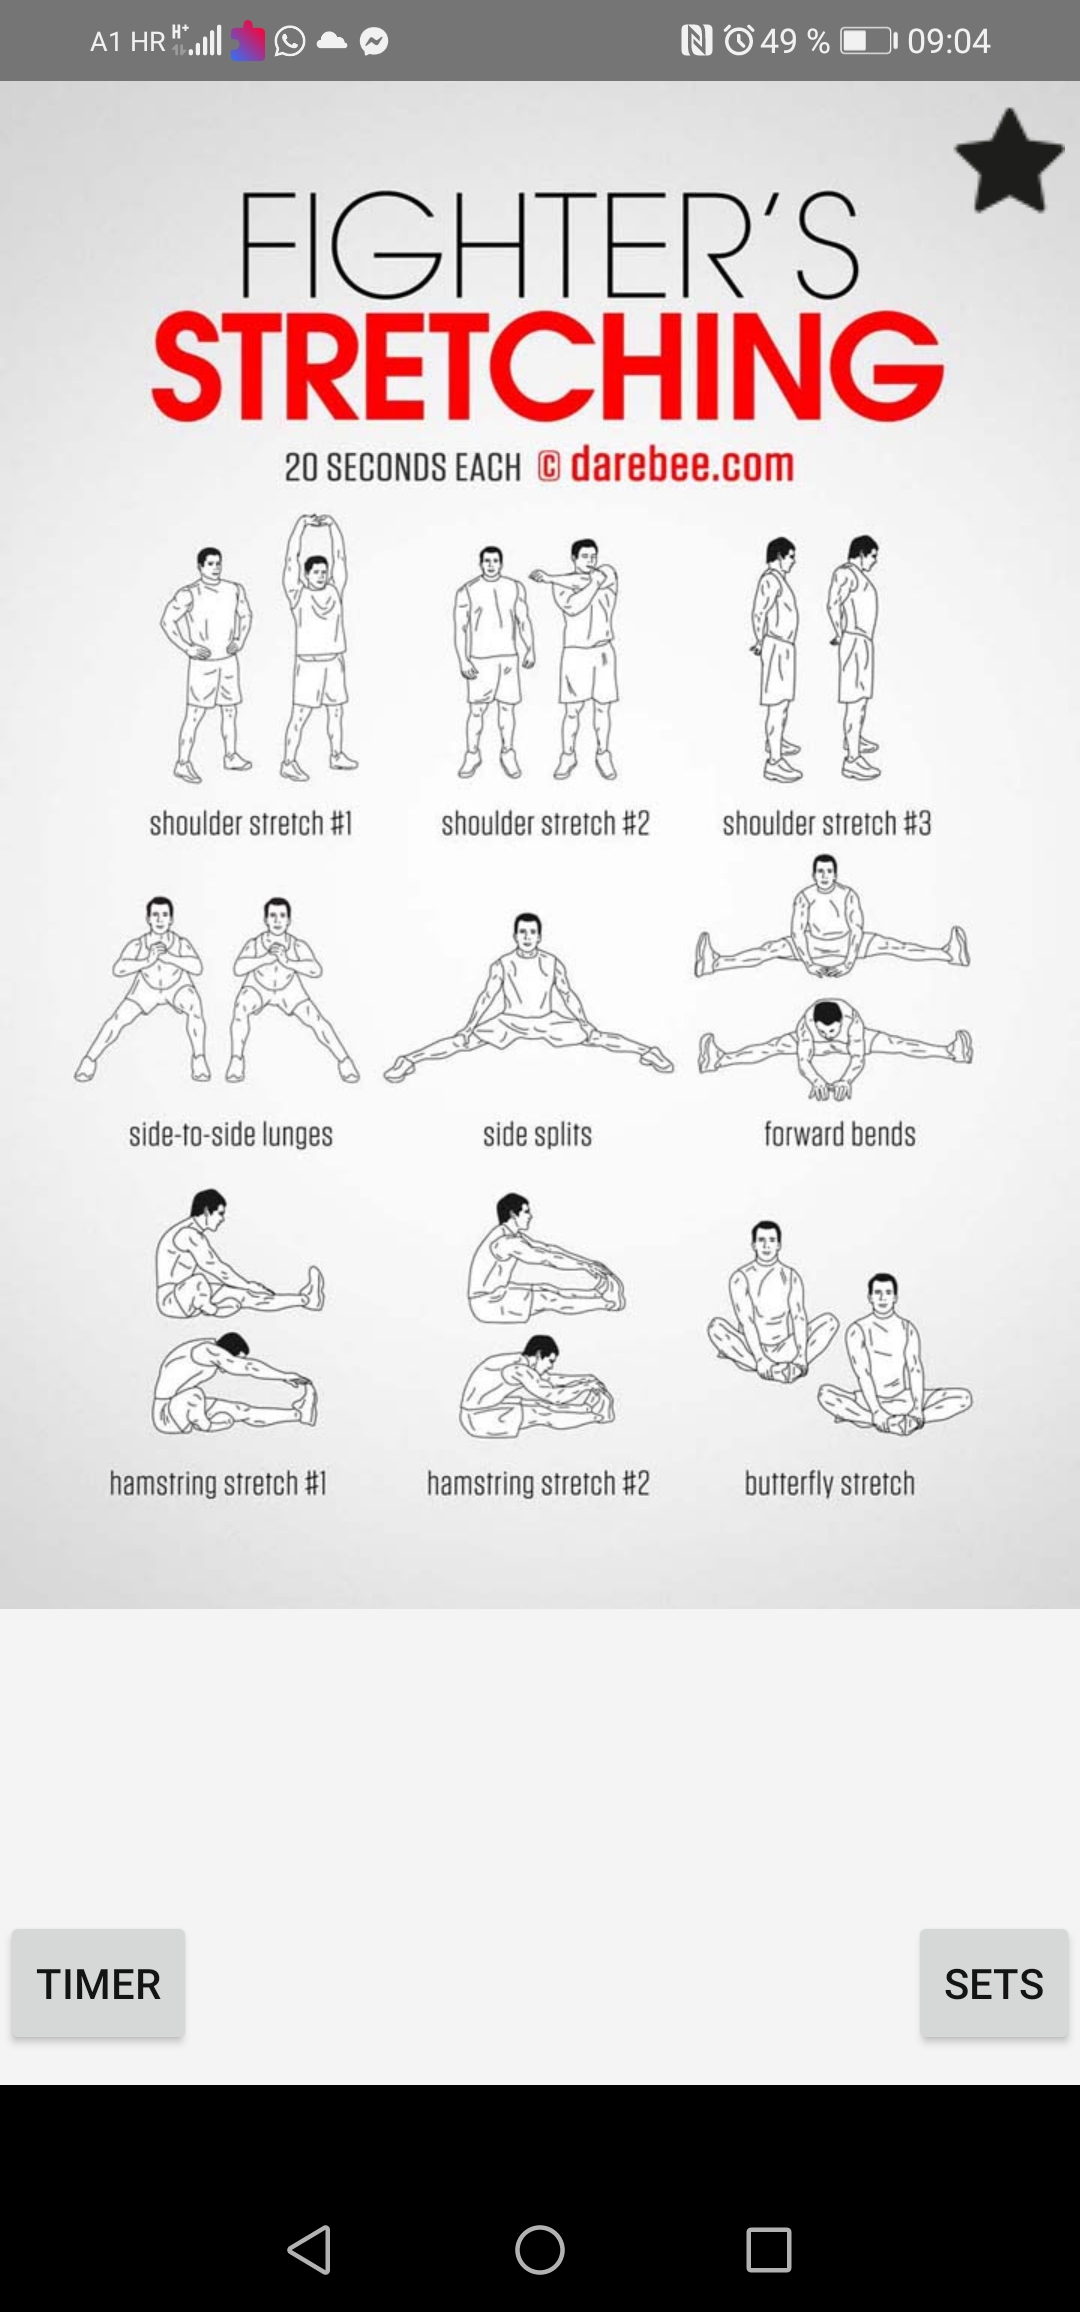 A1 HR H+ 49 % 09:04
FIGHTER'S
STRETCHING
20 SECONDS EACH © darebee.com
shoulder stretch #1 shoulder stretch #2 shoulder stretch #3
side-to-side lunges side splits forward bends
hamstring stretch #1 hamstring stretch #2 butterfly stretch
TIMER SETS